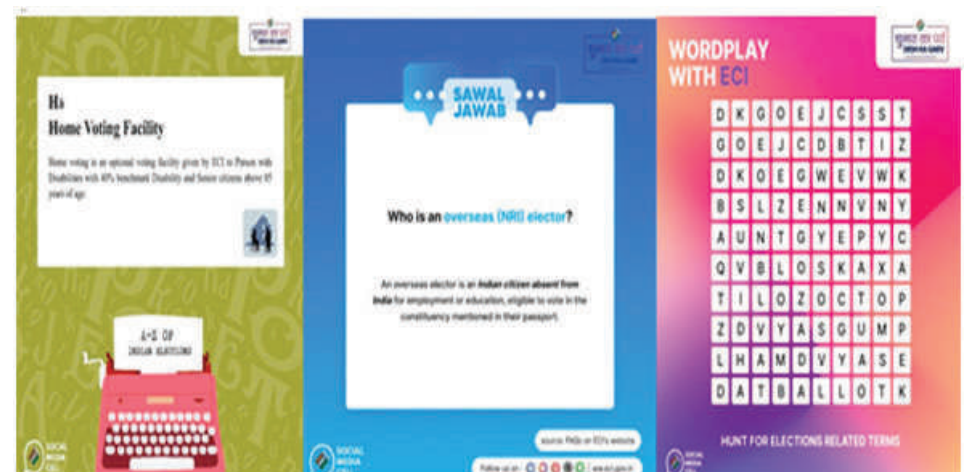 Home Voting Facility
Home voting is an optional voting facility given by ECI to Person with
Disabilities with 40% benchmark Disability and Senior citizens above 85
years of age.
A-Z OF
INDIAN ELECTIONS
SOCIAL
MEDIA
CELL
SAWAL
JAWAB
Who is an overseas (NRI) elector?
An overseas elector is an Indian citizen absent from
India for employment or education, eligible to vote in the
constituency mentioned in their passport.
source: FAQs on ECI's website
Follow us on
www.eci.gov.in
SOCIAL
MEDIA
CELL
WORDPLAY
WITH ECI
D K G O E J C S S T
G O E J C D B T I Z
D K O E G W E V W K
B S L Z E N N V N Y
A U N T G Y E P Y C
Q V B L O S K A X A
T I L O Z O C T O P
Z D V Y A S G U M P
L H A M D V Y A S E
D A T B A L L O T K
HUNT FOR ELECTIONS RELATED TERMS
SOCIAL
MEDIA
CELL